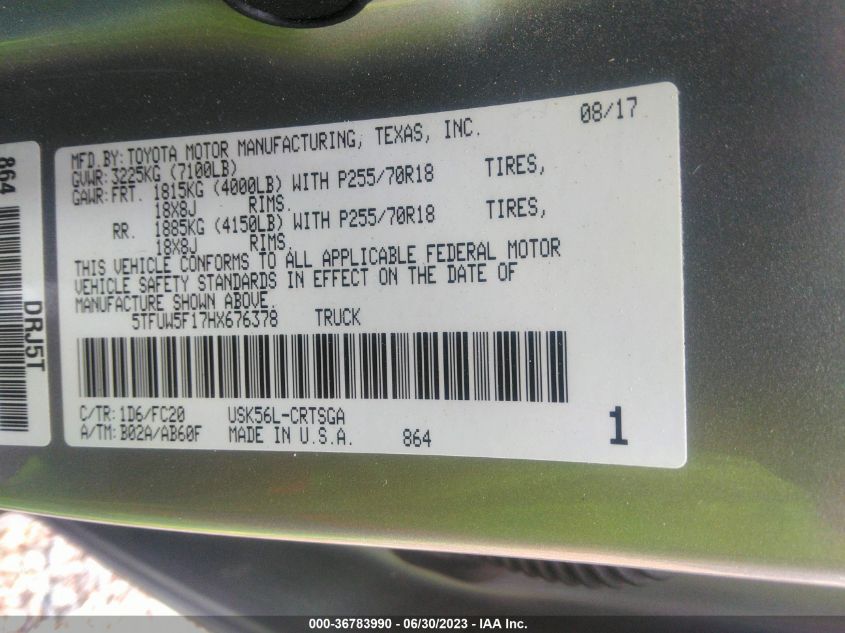 08/17
MFD.BY:TOYOTA MOTOR MANUFACTURING, TEXAS, INC.
GVWR:3225KG (7100LB)
GAWR:FRT. 1815KG (4000LB) WITH P255/70R18 TIRES,
18X8J RIMS.
RR. 1885KG (4150LB) WITH P255/70R18 TIRES,
18X8J RIMS.
THIS VEHICLE CONFORMS TO ALL APPLICABLE FEDERAL MOTOR
VEHICLE SAFETY STANDARDS IN EFFECT ON THE DATE OF
MANUFACTURE SHOWN ABOVE.
5TFUW5F17HX676378 TRUCK
C/TR:1D6/FC20 USK56L-CRTSGA
A/TM:B02A/AB60F MADE IN U.S.A. 864 1
864
DRJ5T
000-36783990 / 06/30/2023 / IAA Inc.